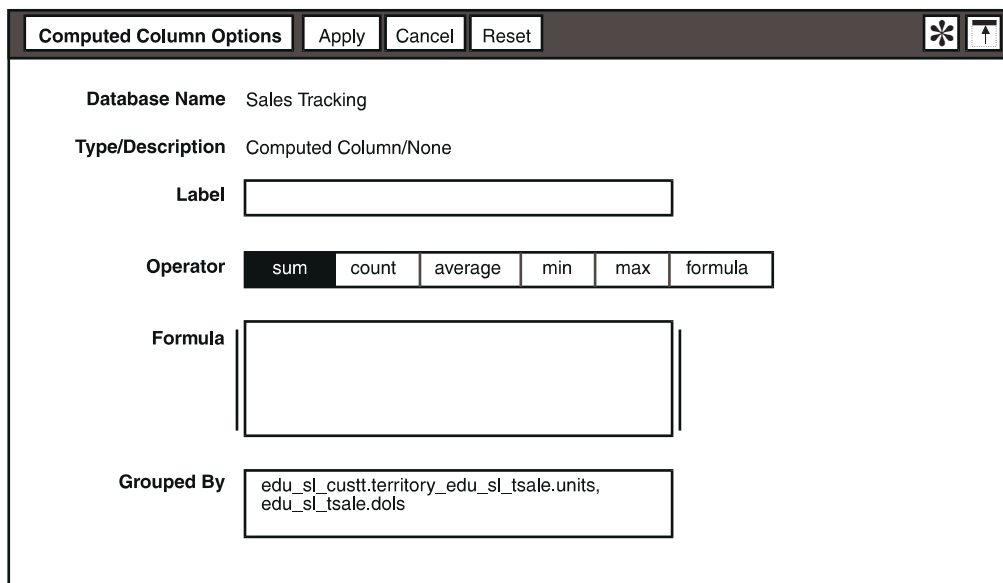 Computed Column Options Apply Cancel Reset
Database Name Sales Tracking
Type/Description Computed Column/None
Label
Operator sum count average min max formula
Formula
Grouped By edu_sl_custt.territory_edu_sl_tsale.units,
edu_sl_tsale.dols